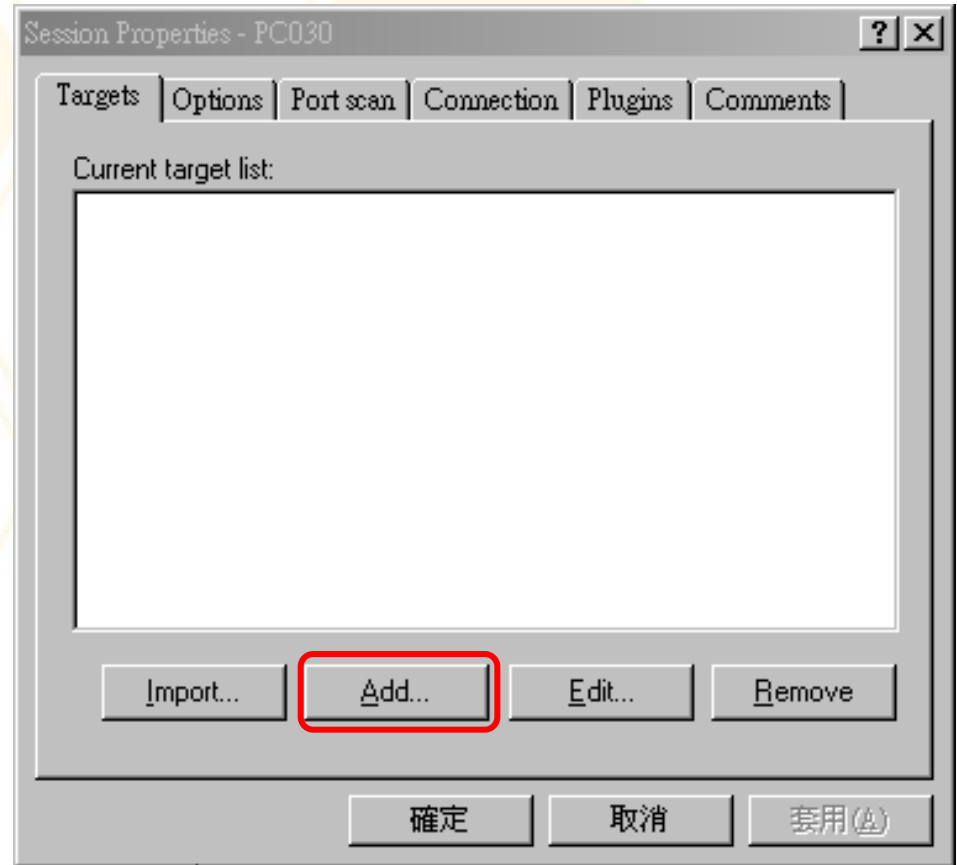 Session Properties - PC030
Targets Options Port scan Connection Plugins Comments
Current target list:
Import... Add... Edit... Remove
確定 取消 套用(A)